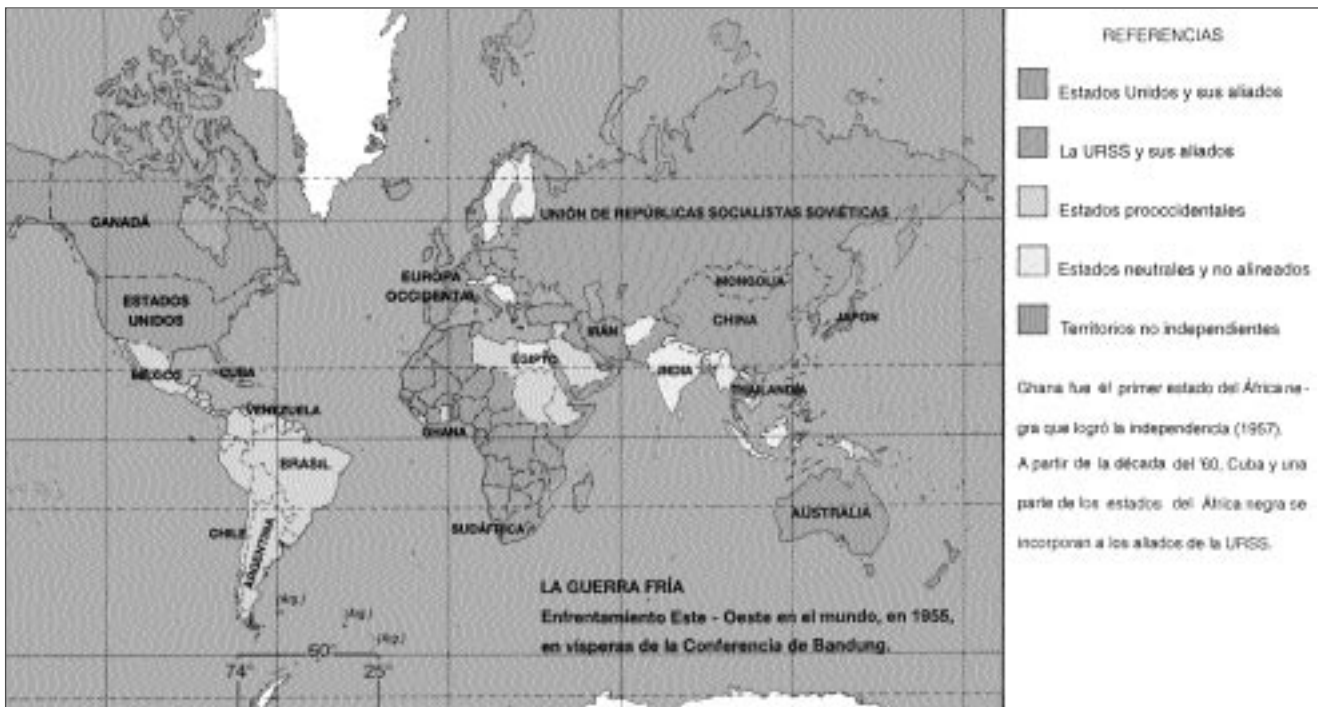 CANADÁ
UNIÓN DE REPÚBLICAS SOCIALISTAS SOVIÉTICAS
EUROPA
OCCIDENTAL
ESTADOS
UNIDOS
MONGOLIA
CHINA
JAPÓN
IRÁN
EGIPTO
INDIA
MÉXICO
CUBA
THAILANDIA
VENEZUELA
GHANA
BRASIL
CHILE
ARGENTINA
SUDÁFRICA
AUSTRALIA
(Arg.)
(Arg.)
(Arg.)
60°
74°
25°
LA GUERRA FRÍA
Enfrentamiento Este - Oeste en el mundo, en 1955,
en vísperas de la Conferencia de Bandung.
REFERENCIAS
Estados Unidos y sus aliados
La URSS y sus aliados
Estados prooccidentales
Estados neutrales y no alineados
Territorios no independientes
Ghana fue el primer estado del África ne-
gra que logró la independencia (1957).
A partir de la década del '60, Cuba y una
parte de los estados del África negra se
incorporan a los aliados de la URSS.